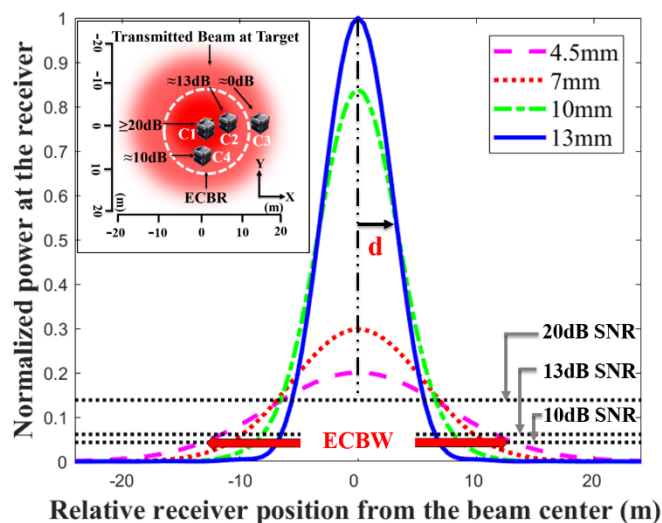 Normalized power at the receiver
1
0.9
0.8
0.7
0.6
0.5
0.4
0.3
0.2
0.1
0
-20
-10
0
10
20
Relative receiver position from the beam center (m)
Transmitted Beam at Target
≈13dB
≈0dB
≥20dB
C1
C2
C3
≈10dB
C4
ECBR
Y
X
(m)
(m)
-20
-10
0
10
20
-20
-10
0
10
20
4.5mm
7mm
10mm
13mm
d
20dB SNR
13dB SNR
10dB SNR
ECBW